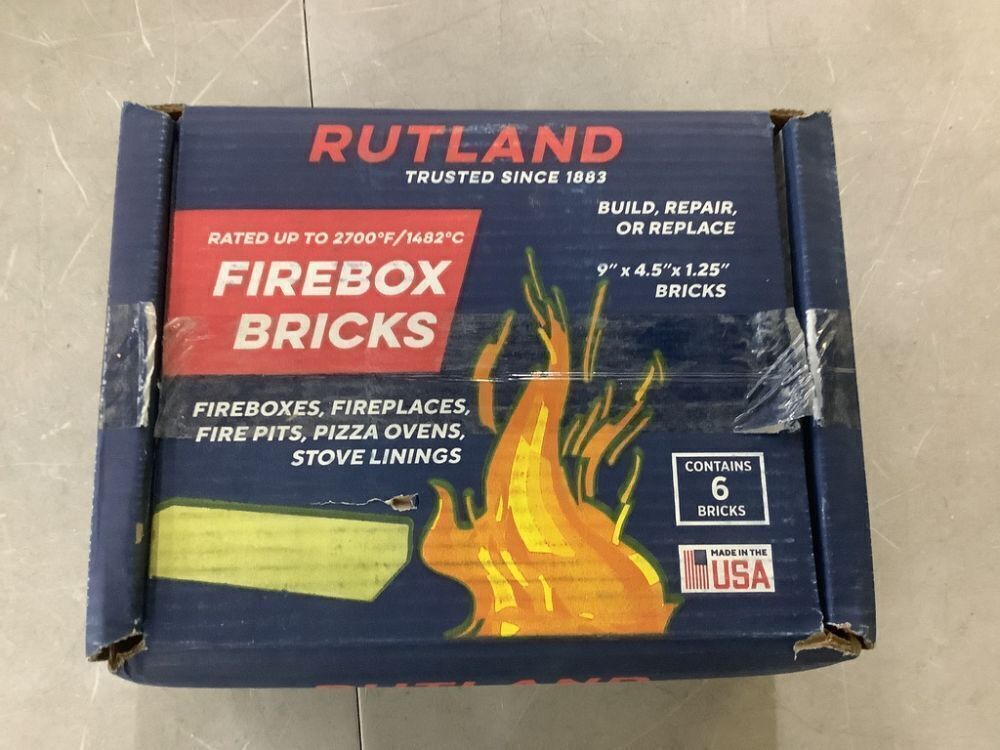 RUTLAND
TRUSTED SINCE 1883
BUILD, REPAIR,
OR REPLACE
9" x 4.5" x 1.25"
BRICKS
RATED UP TO 2700°F/1482°C
FIREBOX
BRICKS
FIREBOXES, FIREPLACES,
FIRE PITS, PIZZA OVENS,
STOVE LININGS
CONTAINS
6
BRICKS
MADE IN THE
USA
RUTLAND